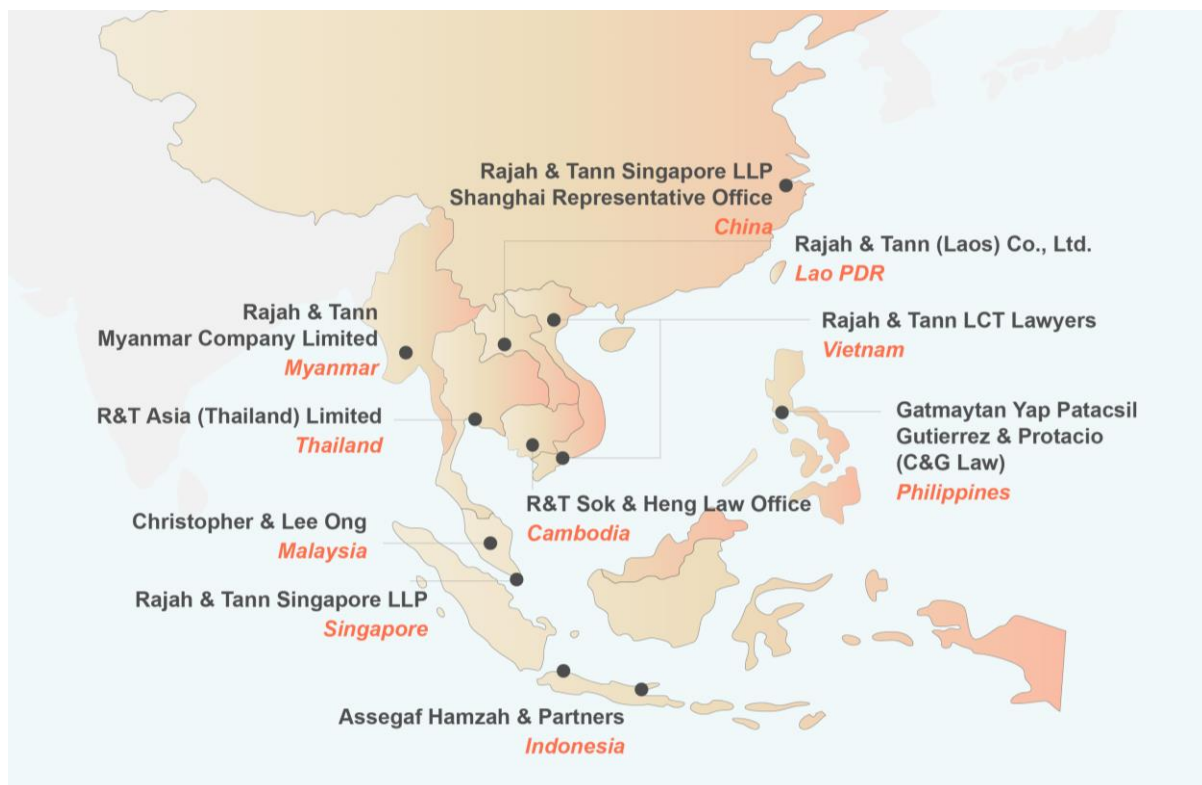 Rajah & Tann Singapore LLP
Shanghai Representative Office
China
Rajah & Tann (Laos) Co., Ltd.
Lao PDR
Rajah & Tann
Myanmar Company Limited
Myanmar
Rajah & Tann LCT Lawyers
Vietnam
R&T Asia (Thailand) Limited
Thailand
Gatmaytan Yap Patacsil
Gutierrez & Protacio
(C&G Law)
Philippines
R&T Sok & Heng Law Office
Cambodia
Christopher & Lee Ong
Malaysia
Rajah & Tann Singapore LLP
Singapore
Assegaf Hamzah & Partners
Indonesia